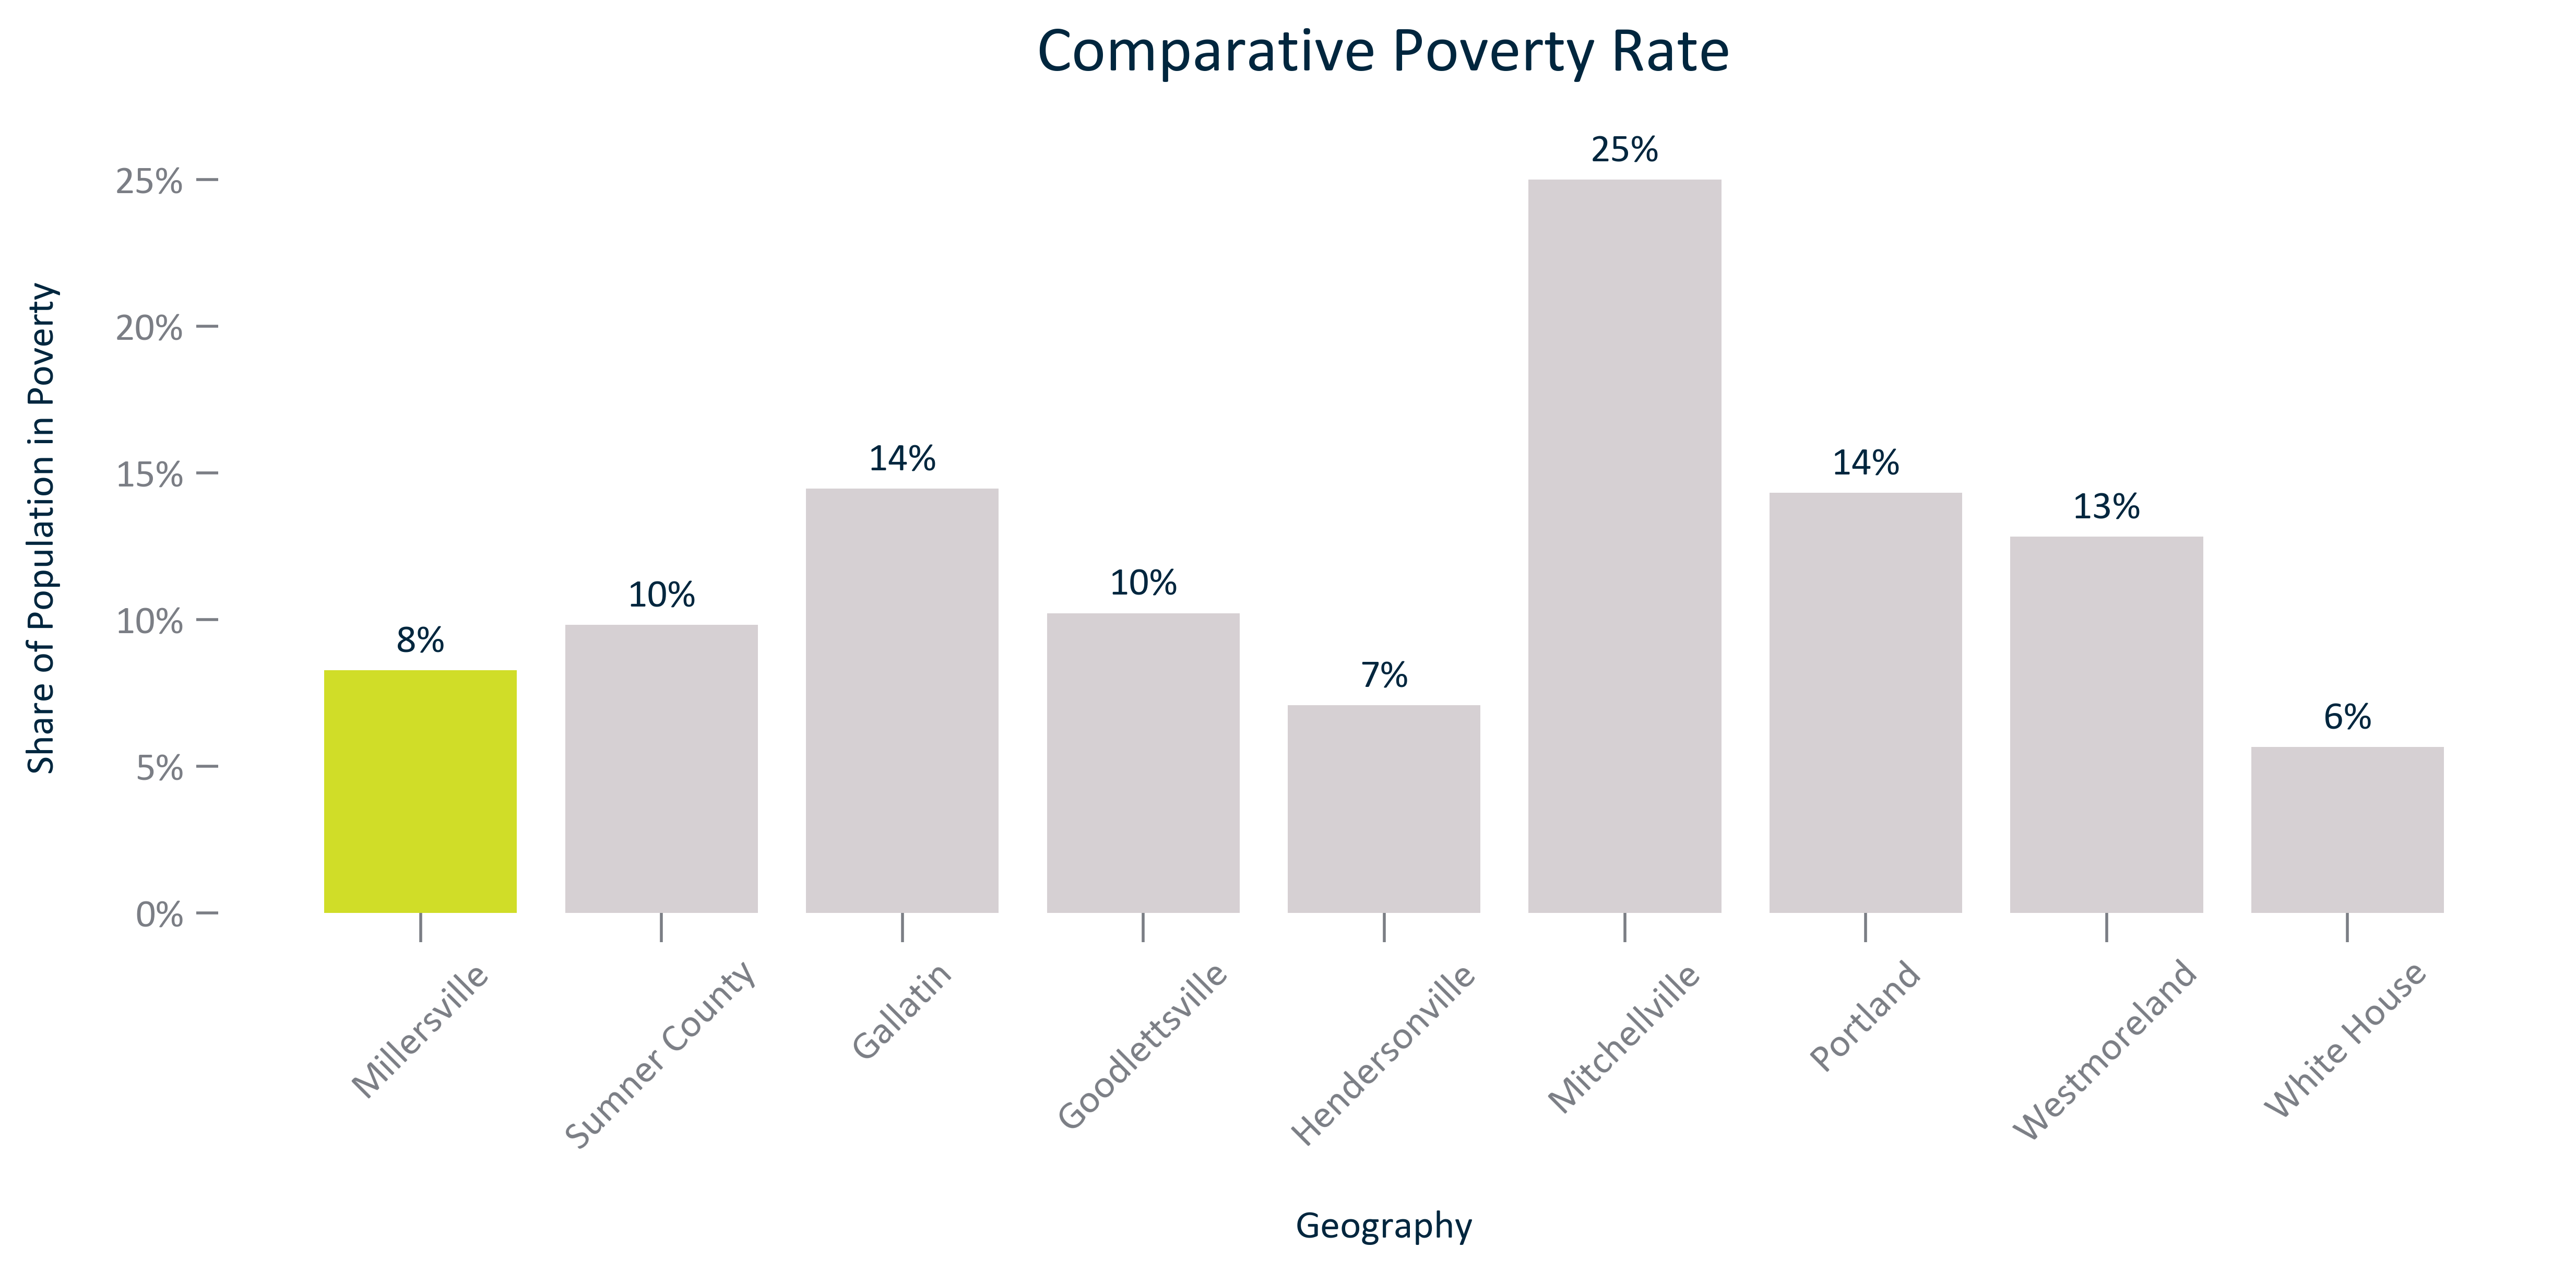 Comparative Poverty Rate
Share of Population in Poverty
25%
20%
15%
10%
5%
0%
8%
10%
14%
10%
7%
25%
14%
13%
6%
Millersville
Sumner County
Gallatin
Goodlettsville
Hendersonville
Mitchellville
Portland
Westmoreland
White House
Geography